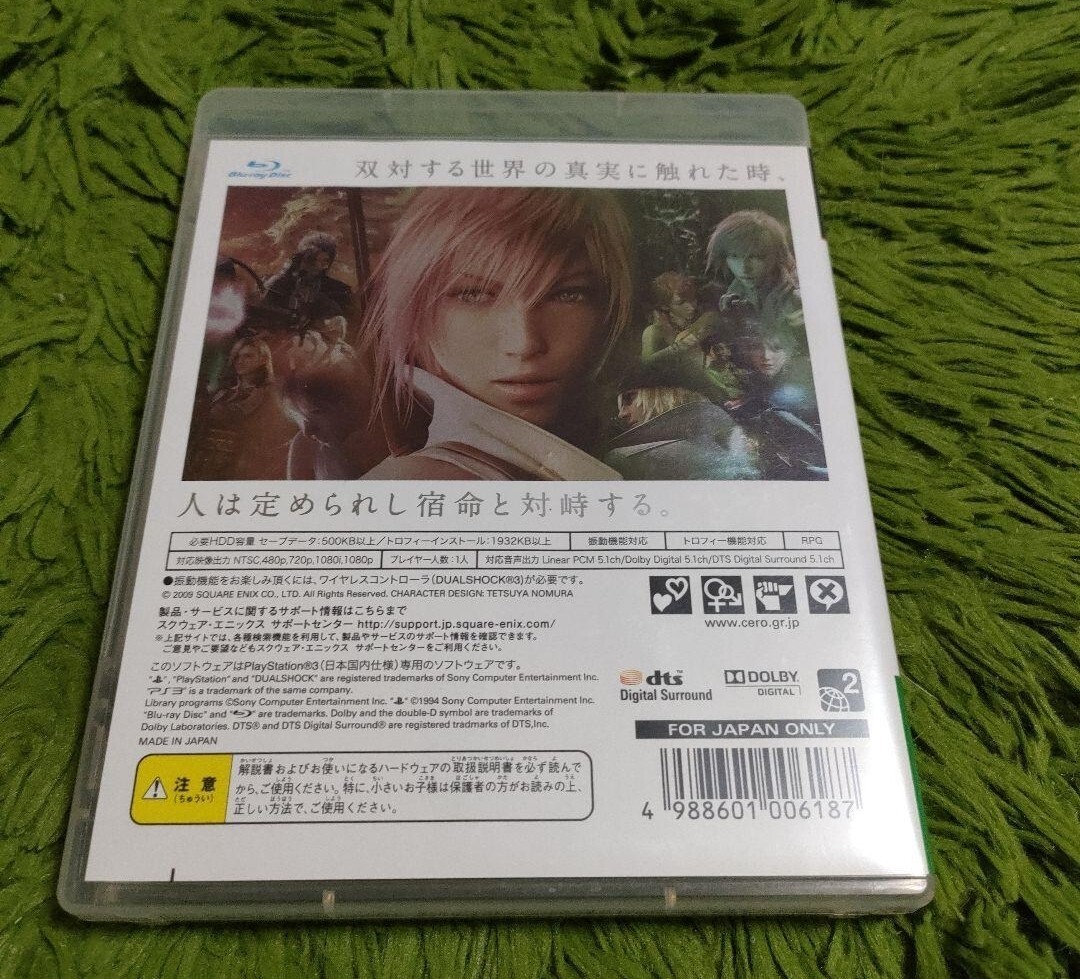 Blu-ray Disc
双対する世界の真実に触れた時、
人は定められし宿命と対峙する。
必要HDD容量 セーブデータ:500KB以上/トロフィーインストール:1932KB以上 振動機能対応 トロフィー機能対応 RPG
対応映像出力 NTSC,480p,720p,1080i,1080p プレイヤー人数:1人 対応音声出力 Linear PCM 5.1ch/Dolby Digital 5.1ch/DTS Digital Surround 5.1ch
●振動機能をお楽しみ頂くには、ワイヤレスコントローラ(DUALSHOCK®3)が必要です。
© 2009 SQUARE ENIX CO., LTD. All Rights Reserved. CHARACTER DESIGN: TETSUYA NOMURA
製品・サービスに関するサポート情報はこちらまで
スクウェア・エニックス サポートセンター http://support.jp.square-enix.com/
※上記サイトでは、各種検索機能を利用して、製品やサービスのサポート情報を確認できます。
ご意見やご要望などもスクウェア・エニックス サポートセンターをご利用ください。
www.cero.gr.jp
このソフトウェアはPlayStation®3(日本国内仕様)専用のソフトウェアです。
" ", "PlayStation" and "DUALSHOCK" are registered trademarks of Sony Computer Entertainment Inc.
"PS3" is a trademark of the same company.
Library programs ©Sony Computer Entertainment Inc. " " ©1994 Sony Computer Entertainment Inc.
"Blu-ray Disc" and " " are trademarks. Dolby and the double-D symbol are trademarks of
Dolby Laboratories. DTS® and DTS Digital Surround® are registered trademarks of DTS,Inc.
MADE IN JAPAN
dts
Digital Surround
DOLBY
DIGITAL
2
FOR JAPAN ONLY
注意
(ちゅうい)
解説書およびお使いになるハードウェアの取扱説明書を必ず読んで
から、ご使用ください。特に、小さいお子様は保護者の方がお読みの上、
正しい方法で、ご使用ください。
4 988601 006187